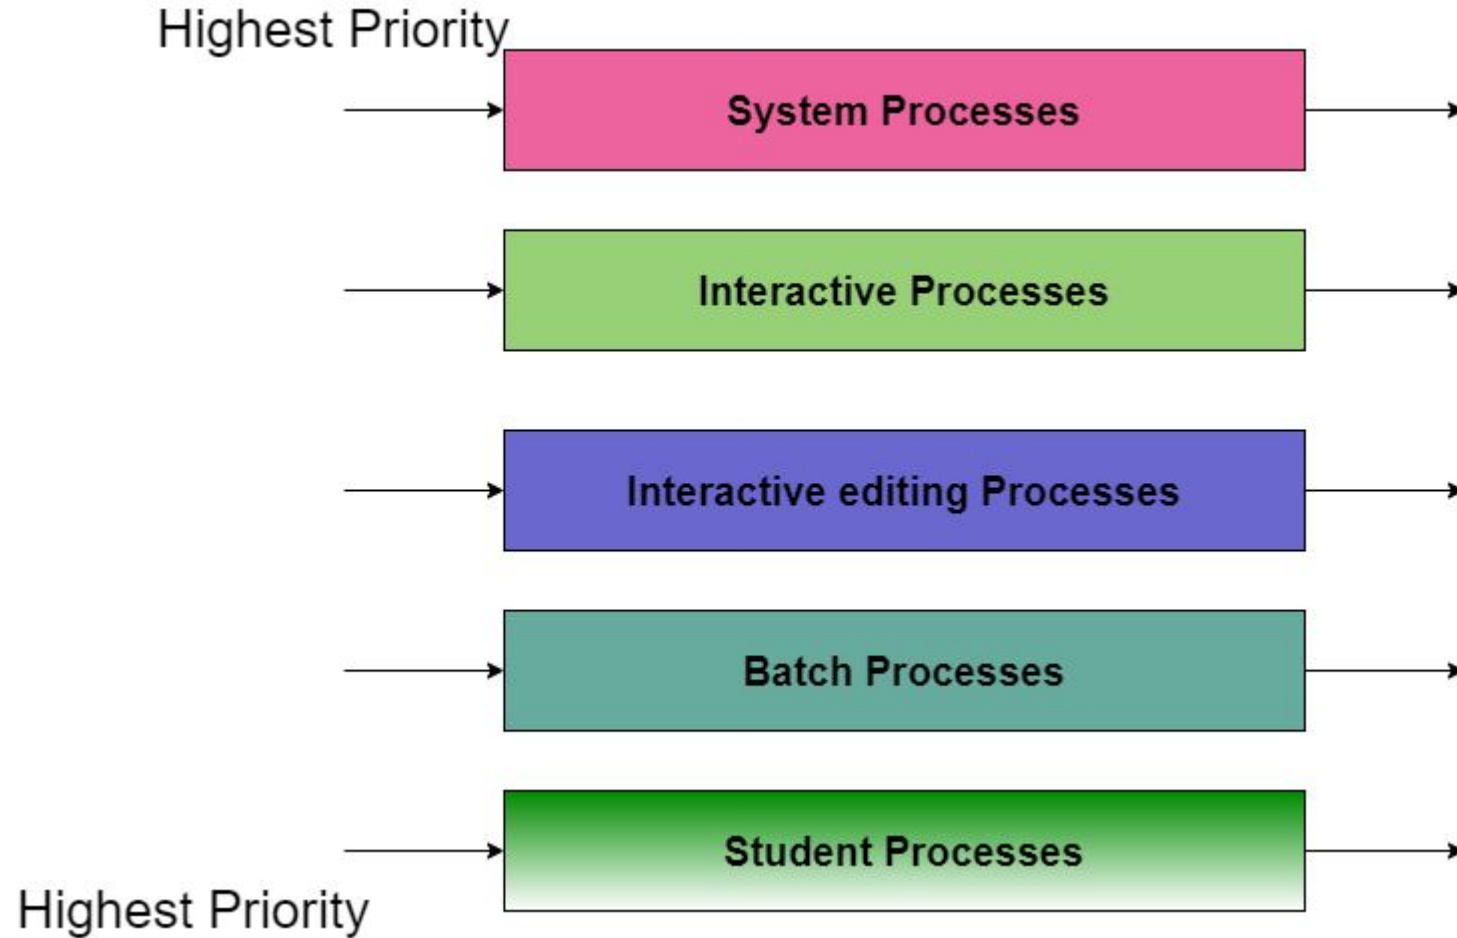 Highest Priority
System Processes
Interactive Processes
Interactive editing Processes
Batch Processes
Student Processes
Highest Priority